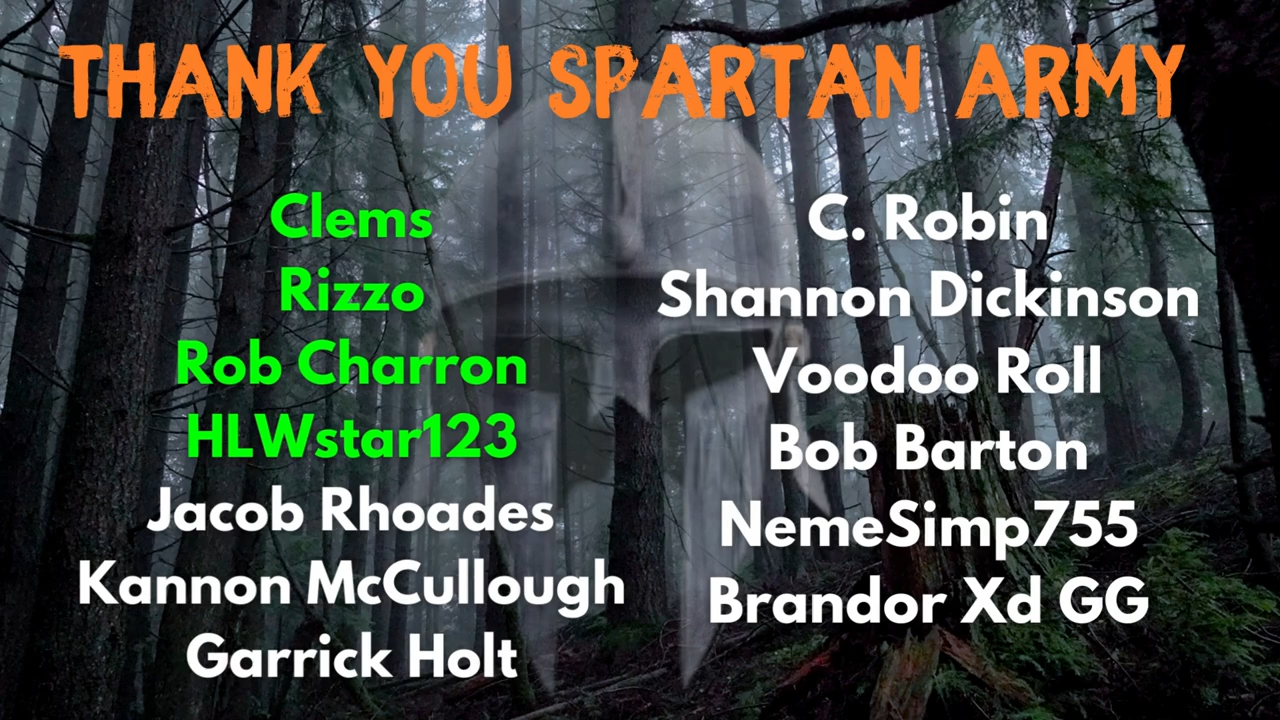 THANK YOU SPARTAN ARMY
Clems
Rizzo
Rob Charron
HLWstar123
Jacob Rhoades
Kannon McCullough
Garrick Holt
C. Robin
Shannon Dickinson
Voodoo Roll
Bob Barton
NemeSimp755
Brandor Xd GG